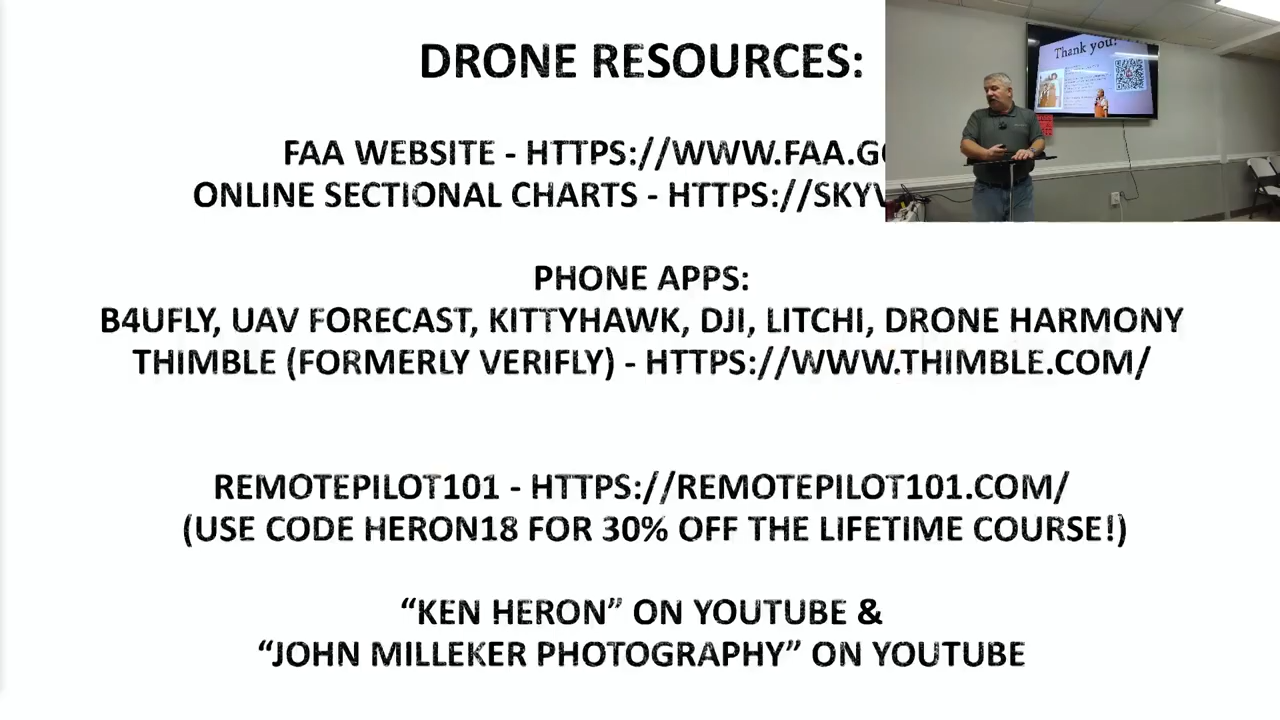 DRONE RESOURCES:
FAA WEBSITE - HTTPS://WWW.FAA.G
ONLINE SECTIONAL CHARTS - HTTPS://SKYV
PHONE APPS:
B4UFLY, UAV FORECAST, KITTYHAWK, DJI, LITCHI, DRONE HARMONY
THIMBLE (FORMERLY VERIFLY) - HTTPS://WWW.THIMBLE.COM/
REMOTEPILOT101 - HTTPS://REMOTEPILOT101.COM/
(USE CODE HERON18 FOR 30% OFF THE LIFETIME COURSE!)
“KEN HERON” ON YOUTUBE &
“JOHN MILLEKER PHOTOGRAPHY” ON YOUTUBE
Thank you!